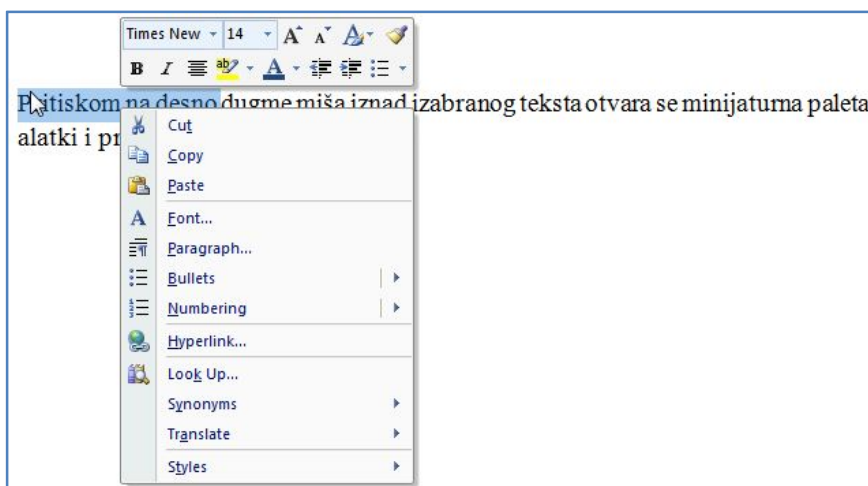 Times New 14
A A A
B I ab A
Pritiskom na desno dugme miša iznad izabranog teksta otvara se minijaturna paleta
alatki i pr
Cut
Copy
Paste
A Font...
Paragraph...
Bullets
Numbering
Hyperlink...
Look Up...
Synonyms
Translate
Styles